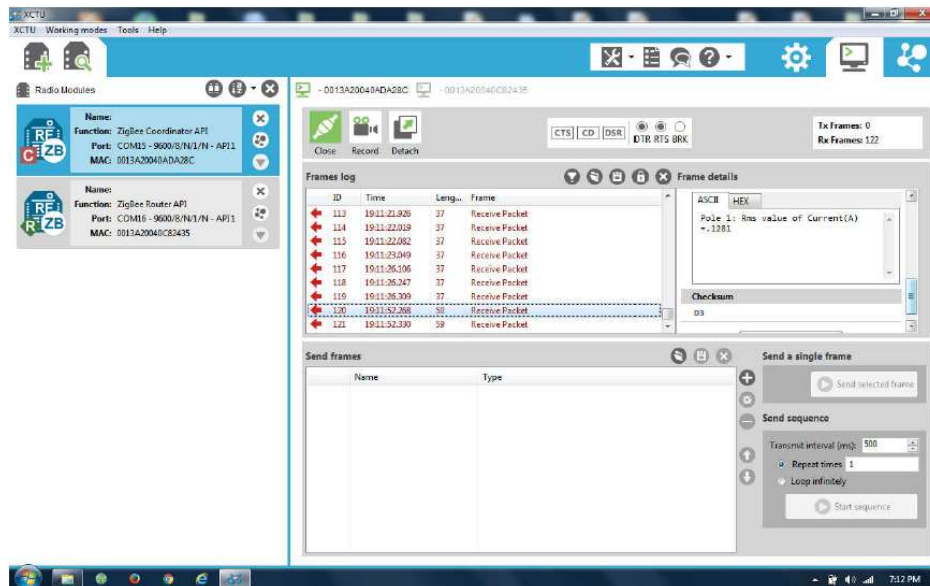 XCTU
XCTU Working modes Tools Help
Radio Modules
Name:
Function: ZigBee Coordinator API
Port: COM15 - 9600/8/N/1/N - API1
MAC: 0013A20040ADA28C
Name:
Function: ZigBee Router API
Port: COM16 - 9600/8/N/1/N - API1
MAC: 0013A20040C82435
RF
C ZB
RF
R ZB
- 0013A20040ADA28C - 0013A20040C82435
Close Record Detach
CTS CD DSR DTR RTS BRK
Tx Frames: 0
Rx Frames: 122
Frames log
ID Time Leng... Frame
113 19:11:21.926 37 Receive Packet
114 19:11:22.019 37 Receive Packet
115 19:11:22.082 37 Receive Packet
116 19:11:23.049 37 Receive Packet
117 19:11:26.106 37 Receive Packet
118 19:11:26.247 37 Receive Packet
119 19:11:26.309 37 Receive Packet
120 19:11:52.268 50 Receive Packet
121 19:11:52.330 59 Receive Packet
Frame details
ASCII HEX
Pole 1: Rms value of Current(A)
=.1281
Checksum
D3
Send frames
Name Type
Send a single frame
Send selected frame
Send sequence
Transmit interval (ms): 500
Repeat times 1
Loop infinitely
Start sequence
7:12 PM